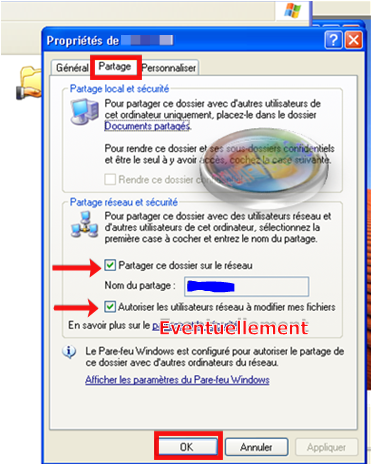 Propriétés de
Général
Partage
Personnaliser
Partage local et sécurité
Pour partager ce dossier avec d'autres utilisateurs de
cet ordinateur uniquement, placez-le dans le dossier
Documents partagés.
Pour rendre ce dossier et ses sous dossiers confidentiels
et être le seul à y avoir accès, cochez la case suivante.
Rendre ce dossier
Partage réseau et sécurité
Pour partager ce dossier avec des utilisateurs réseau et
d'autres utilisateurs de cet ordinateur, sélectionnez la
première case à cocher et entrez le nom du partage.
Partager ce dossier sur le réseau
Nom du partage :
Autoriser les utilisateurs réseau à modifier mes fichiers
En savoir plus sur le
Eventuellement
Le Pare-feu Windows est configuré pour autoriser le partage de
ce dossier avec d'autres ordinateurs du réseau.
Afficher les paramètres du Pare-feu Windows
OK
Annuler
Appliquer